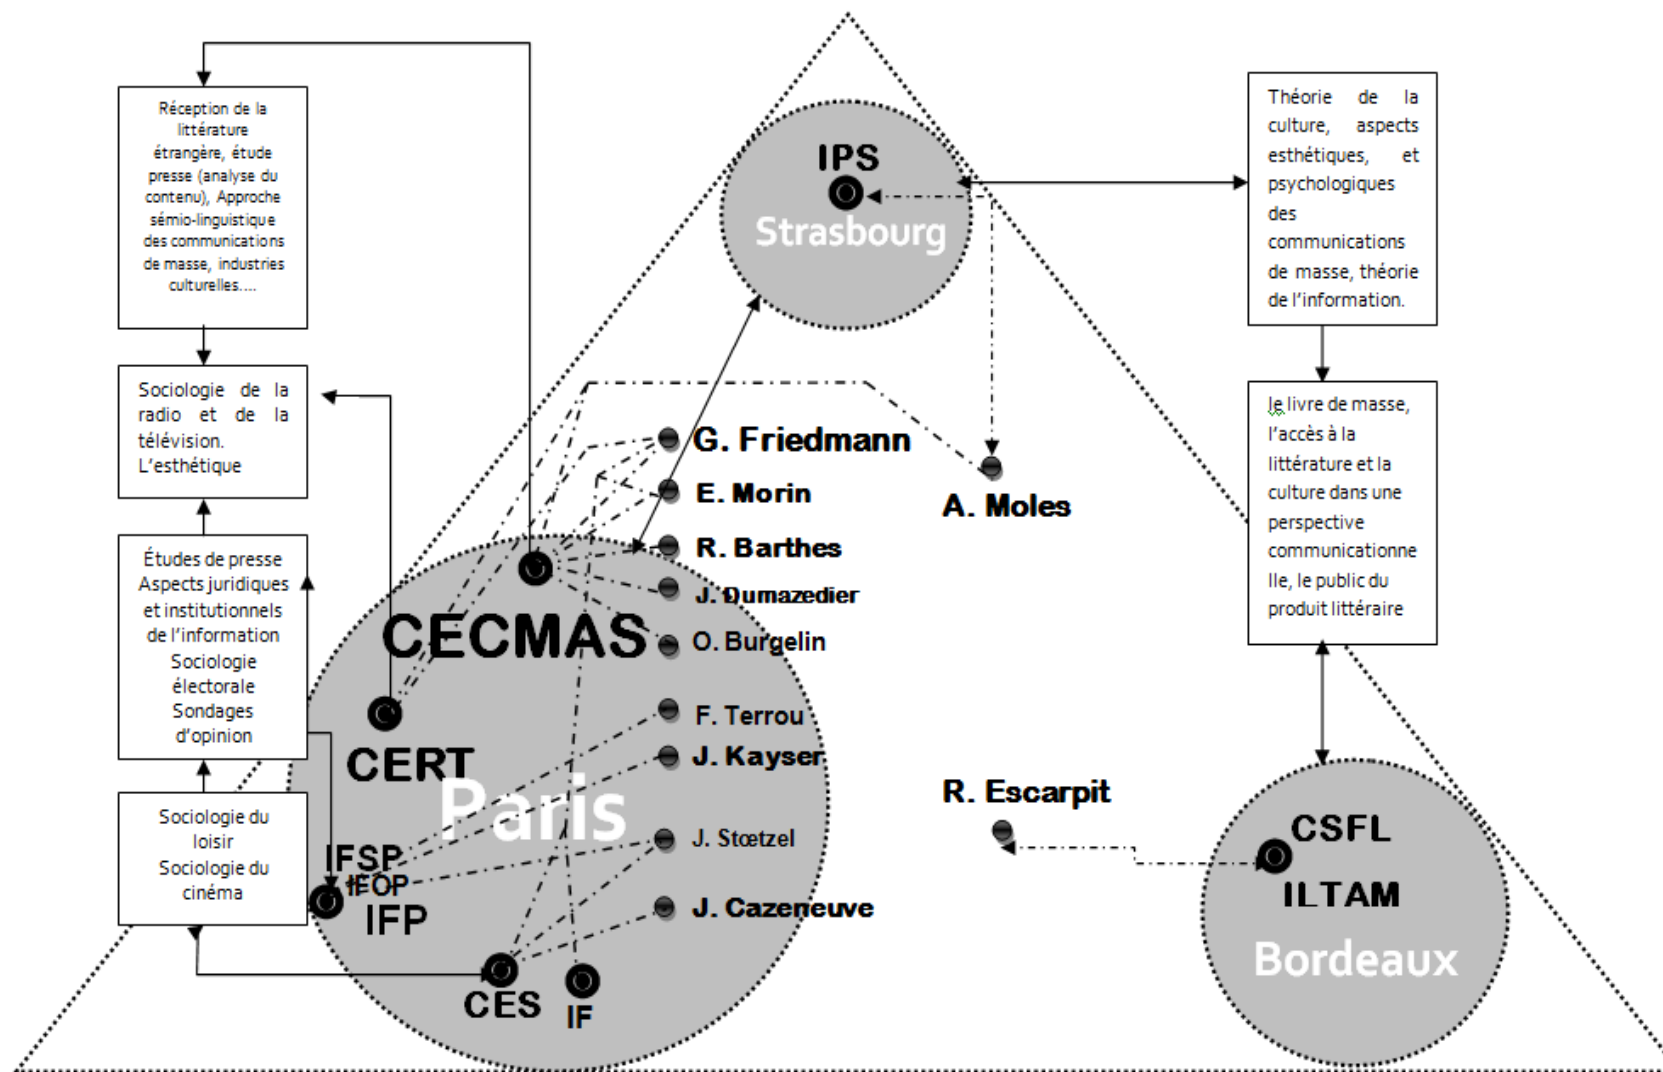 Réception de la
littérature
étrangère, étude
presse (analyse du
contenu), Approche
sémio-linguistique
des communications
de masse, industries
culturelles....
Sociologie de la
radio et de la
télévision.
L'esthétique
Études de presse
Aspects juridiques
et institutionnels
de l'information
Sociologie
électorale
Sondages
d'opinion
Sociologie du
loisir
Sociologie du
cinéma
IPS
Strasbourg
G. Friedmann
E. Morin
R. Barthes
J. Dumazedier
O. Burgelin
F. Terrou
J. Kayser
J. Stœtzel
J. Cazeneuve
A. Moles
R. Escarpit
CECMAS
CERT
Paris
IFSP
IFOP
IFP
CES
IF
Théorie de la
culture, aspects
esthétiques, et
psychologiques
des
communications
de masse, théorie
de l'information.
le livre de masse,
l'accès à la
littérature et la
culture dans une
perspective
communicationne
lle, le public du
produit littéraire
CSFL
ILTAM
Bordeaux